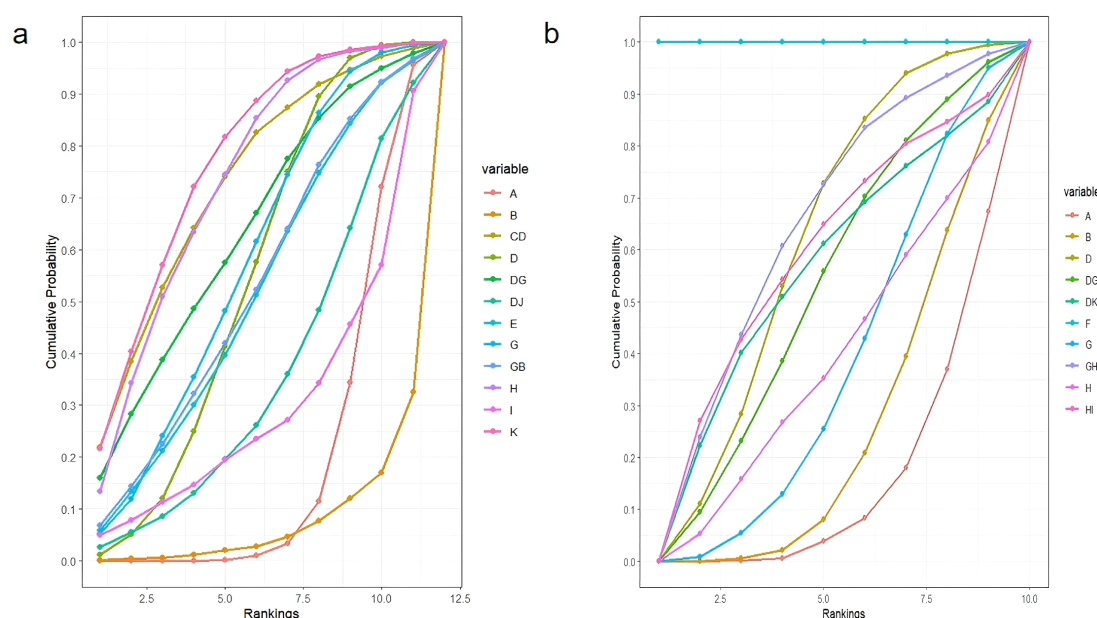 a
1.0
0.9
0.8
0.7
0.6
0.5
0.4
0.3
0.2
0.1
0.0
Cumulative Probability
2.5
5.0
7.5
10.0
12.5
Rankings
variable
A
B
CD
D
DG
DJ
E
G
GB
H
I
K
b
1.0
0.9
0.8
0.7
0.6
0.5
0.4
0.3
0.2
0.1
0.0
Cumulative Probability
2.5
5.0
7.5
10.0
Rankings
variable
A
B
D
DG
DK
F
G
GH
H
HI